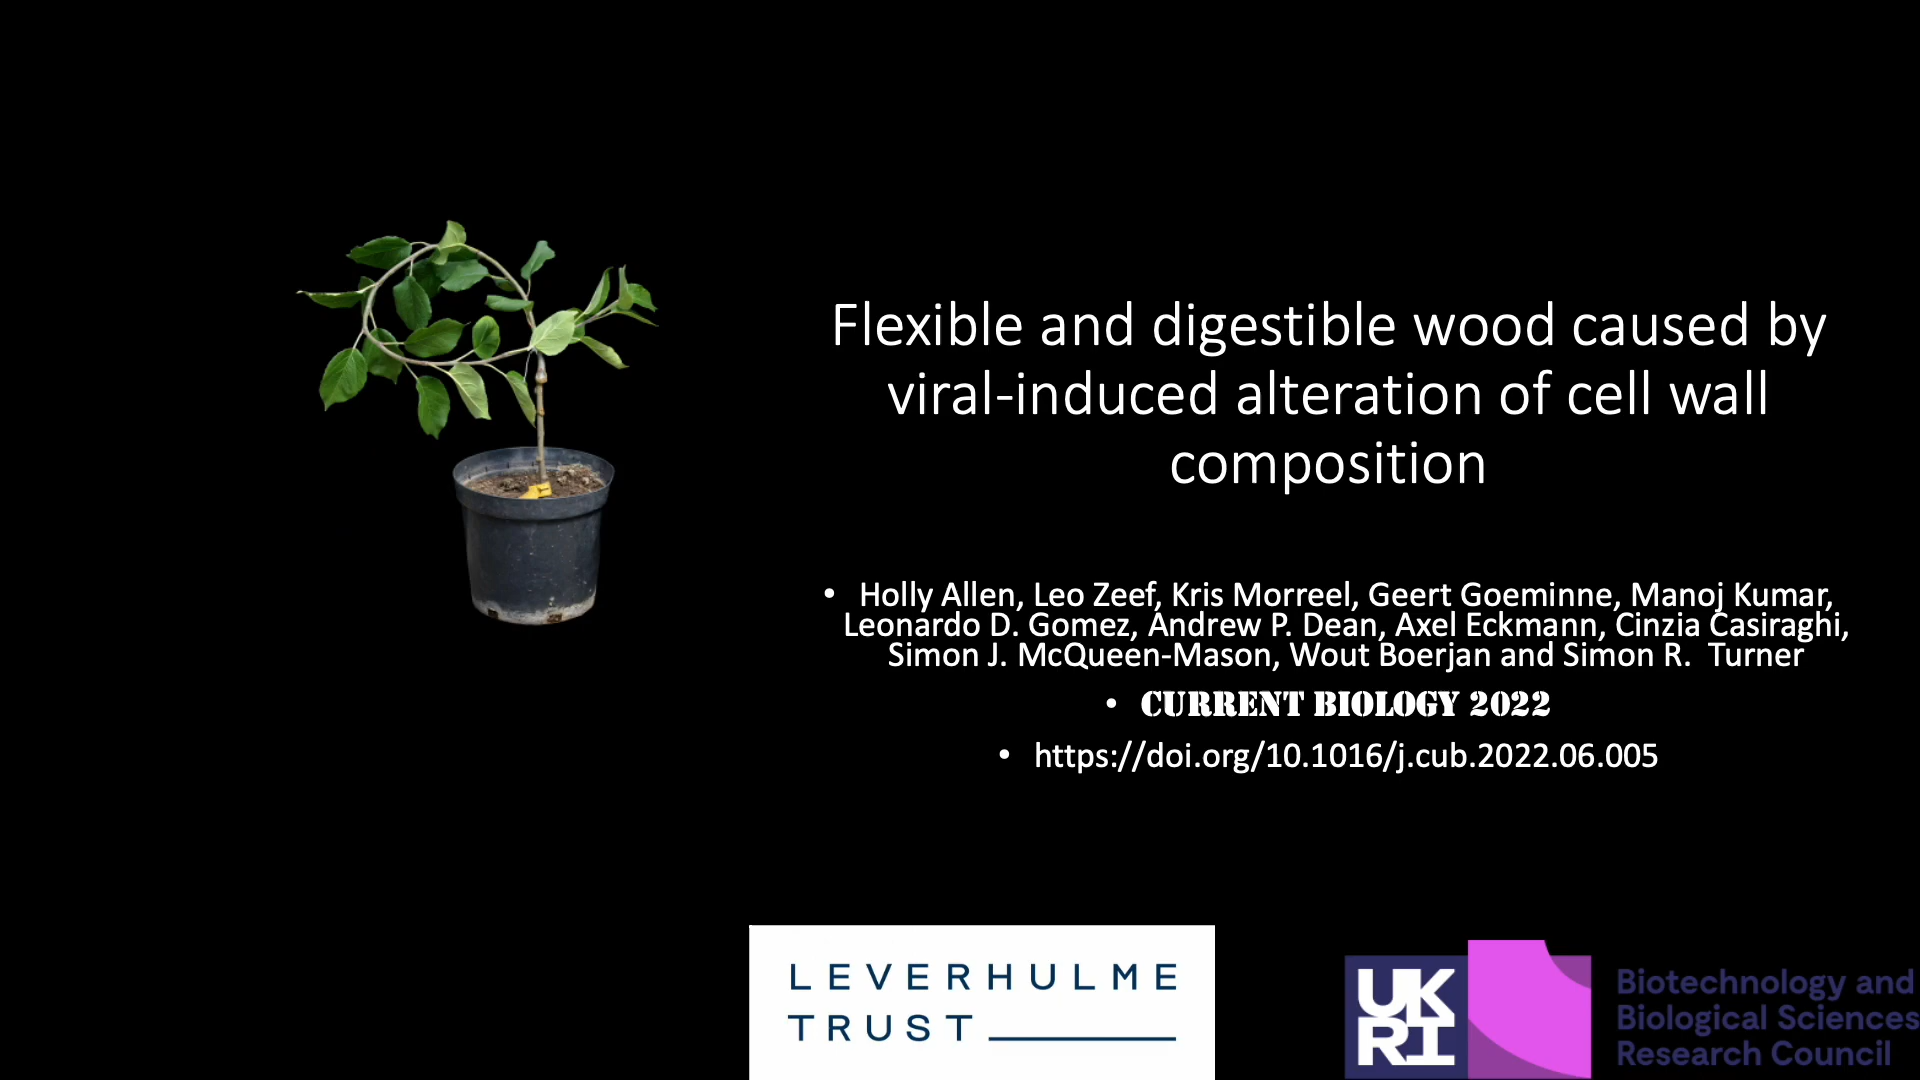 Flexible and digestible wood caused by
viral-induced alteration of cell wall
composition
• Holly Allen, Leo Zeef, Kris Morreel, Geert Goeminne, Manoj Kumar,
Leonardo D. Gomez, Andrew P. Dean, Axel Eckmann, Cinzia Casiraghi,
Simon J. McQueen-Mason, Wout Boerjan and Simon R. Turner
• CURRENT BIOLOGY 2022
• https://doi.org/10.1016/j.cub.2022.06.005
LEVERHULME
TRUST
UK
RI
Biotechnology and
Biological Sciences
Research Council